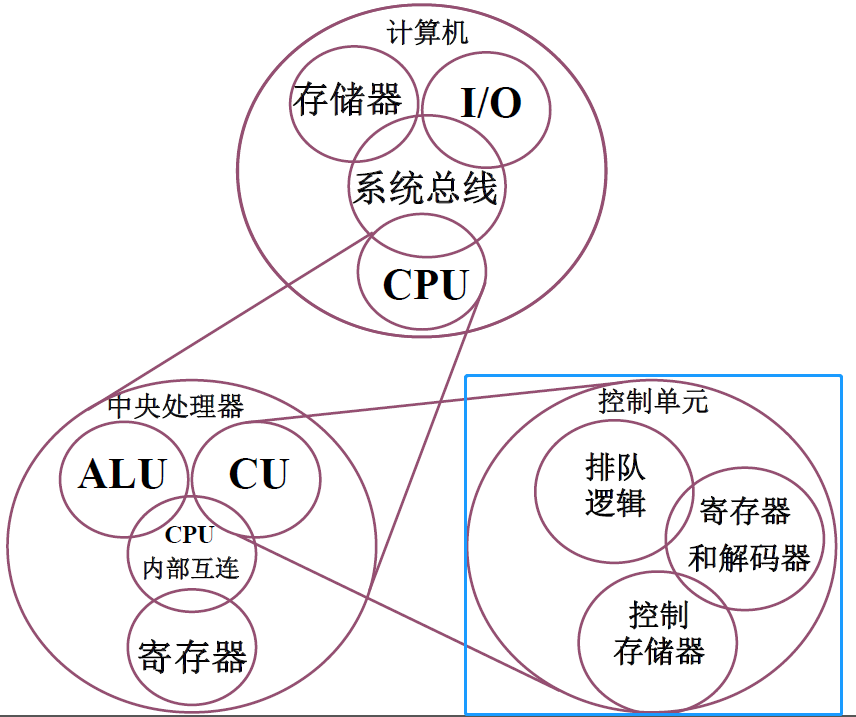 计算机
存储器
I/O
系统总线
CPU
中央处理器
ALU
CU
CPU
内部互连
寄存器
控制单元
排队
逻辑
寄存器
和解码器
控制
存储器